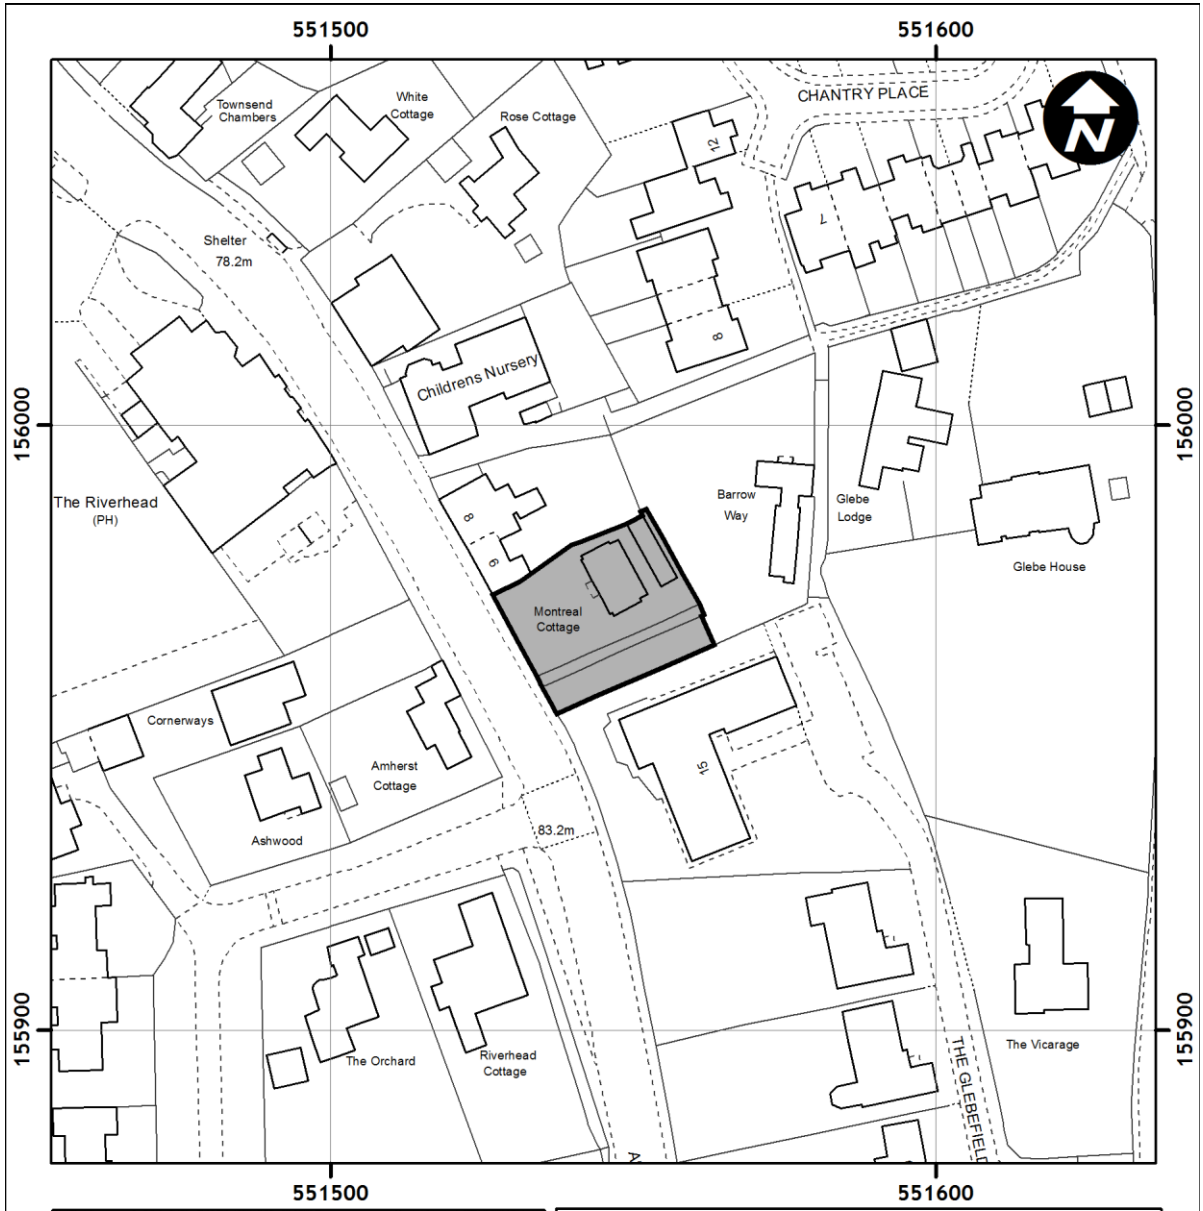 551500
551600
CHANTRY PLACE
Townsend
Chambers
White
Cottage
Rose Cottage
N
12
7
Shelter
78.2m
8
Childrens Nursery
156000
156000
The Riverhead
(PH)
8
6
Barrow
Way
Glebe
Lodge
Glebe House
Montreal
Cottage
Cornerways
Amherst
Cottage
15
Ashwood
83.2m
155900
155900
The Orchard
Riverhead
Cottage
The Vicarage
THE GLEBEFIELD
551500
551600